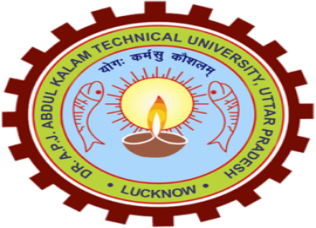 DR. A.P.J. ABDUL KALAM TECHNICAL UNIVERSITY, UTTAR PRADESH
योगः कर्मसु कौशलम्
• LUCKNOW •